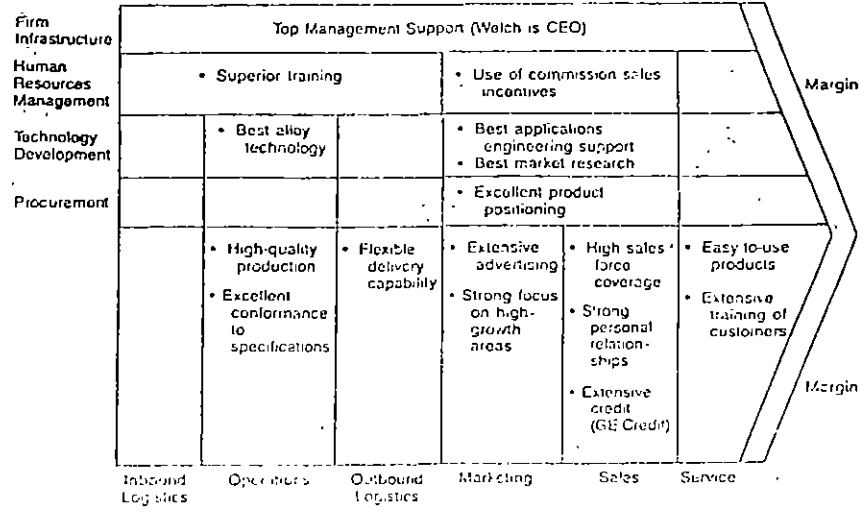 Firm
Infrastructure
Top Management Support (Welch is CEO)
Human
Resources
Management
• Superior training
• Use of commission sales
incentives
Margin
Technology
Development
• Best alloy
technology
• Best applications
engineering support
• Best market research
Procurement
• Excellent product
positioning
• High-quality
production
• Excellent
conformance
to
specifications
• Flexible
delivery
capability
• Extensive
advertising
• Strong focus
on high-
growth
areas
• High sales
force
coverage
• Strong
personal
relation-
ships
• Extensive
credit
(GE Credit)
• Easy-to-use
products
• Extensive
training of
customers
Margin
Inbound
Logistics
Operations
Outbound
Logistics
Marketing
Sales
Service